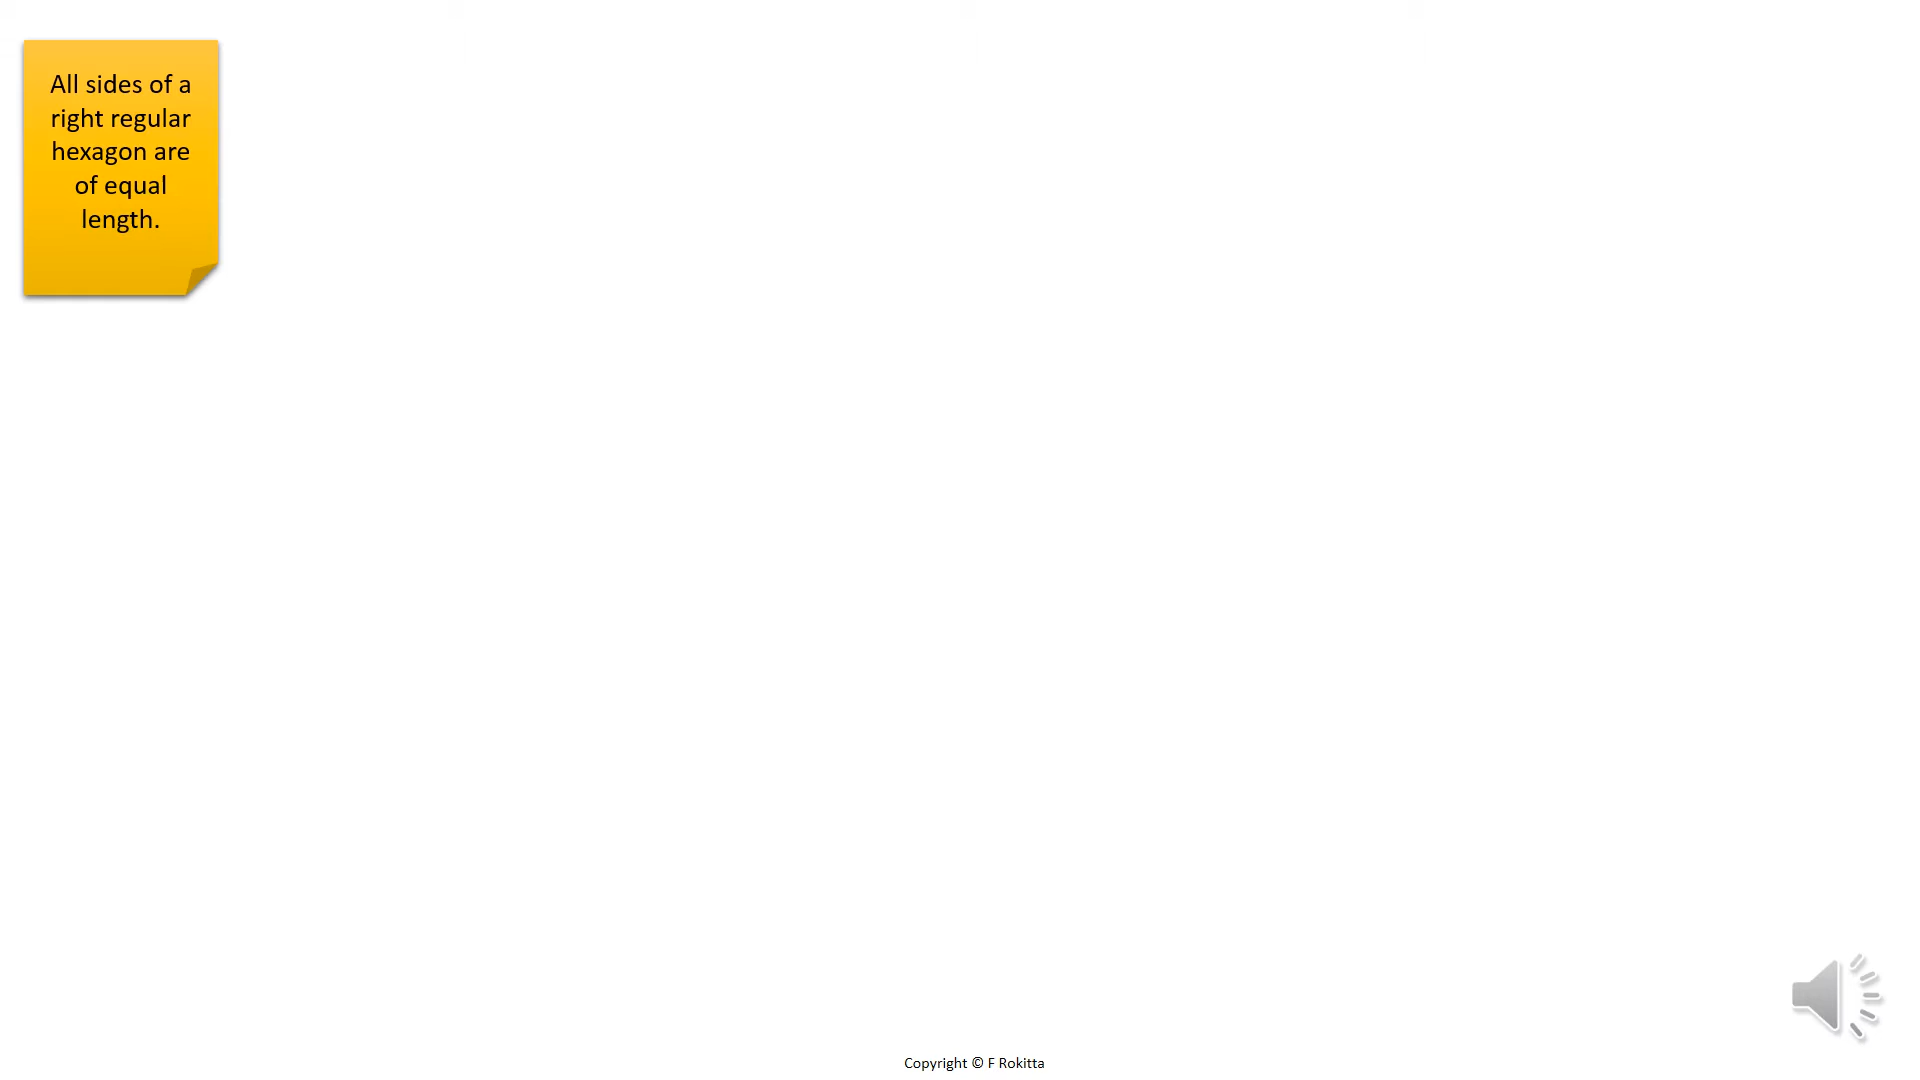 All sides of a
right regular
hexagon are
of equal
length.
Copyright © F Rokitta